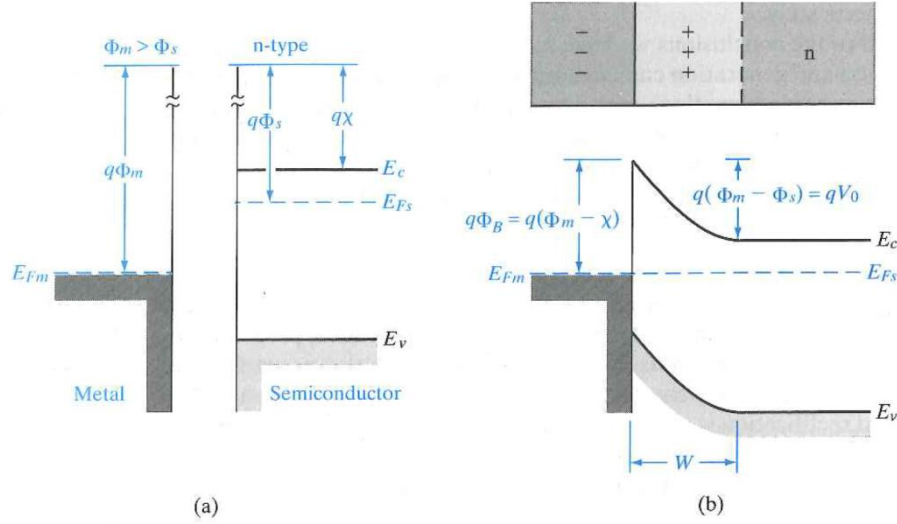 Φm > Φs
n-type
qΦm
qΦs
qχ
Ec
EFs
EFm
Ev
Metal
Semiconductor
(a)
− + n
− +
− +
qΦB = q(Φm − χ)
q( Φm − Φs) = qV0
Ec
EFm
EFs
Ev
W
(b)